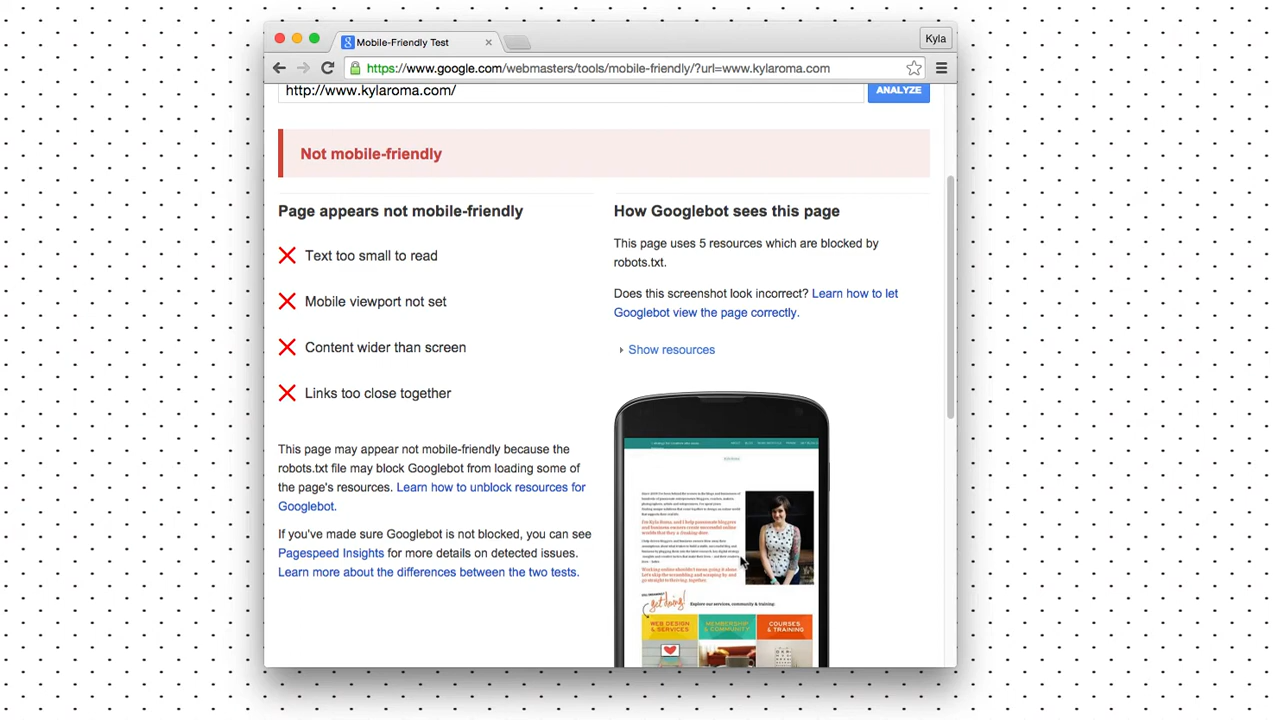 Mobile-Friendly Test
Kyla
https://www.google.com/webmasters/tools/mobile-friendly/?url=www.kylaroma.com
http://www.kylaroma.com/
ANALYZE
Not mobile-friendly
Page appears not mobile-friendly
Text too small to read
Mobile viewport not set
Content wider than screen
Links too close together
This page may appear not mobile-friendly because the
robots.txt file may block Googlebot from loading some of
the page's resources. Learn how to unblock resources for
Googlebot.
If you've made sure Googlebot is not blocked, you can see
Pagespeed Insights for more details on detected issues.
Learn more about the differences between the two tests.
How Googlebot sees this page
This page uses 5 resources which are blocked by
robots.txt.
Does this screenshot look incorrect? Learn how to let
Googlebot view the page correctly.
Show resources
get doing!
Explore our services, community & training:
WEB DESIGN
& SERVICES
MEMBERSHIP
& COMMUNITY
COURSES
& TRAINING